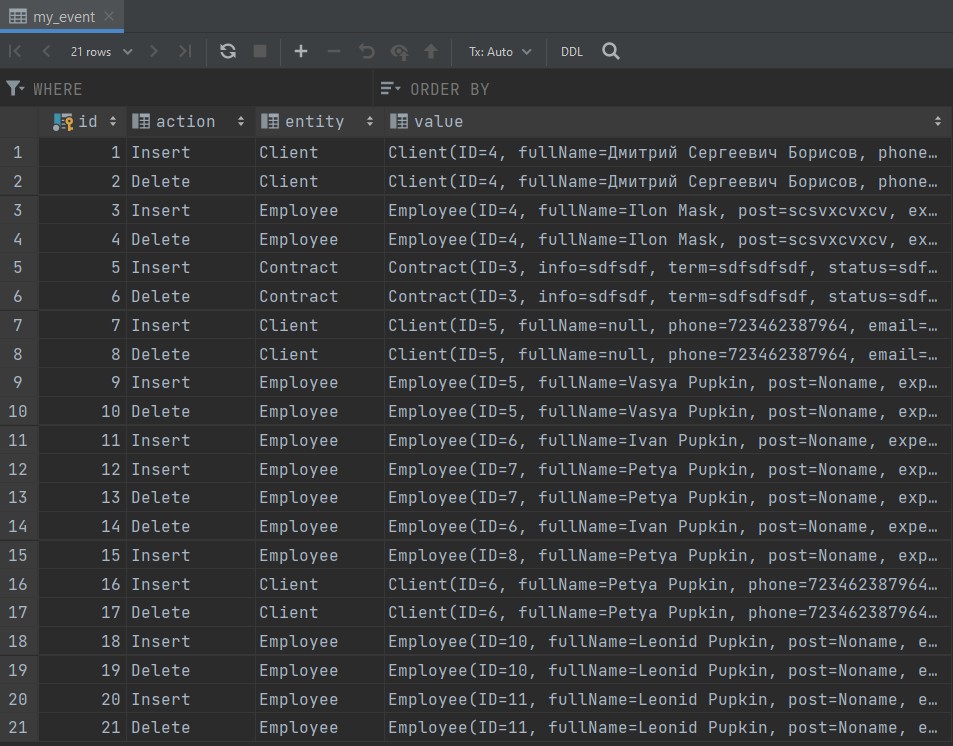 my_event
21 rows Tx: Auto DDL
WHERE ORDER BY
id action entity value
1 1 Insert Client Client(ID=4, fullName=Дмитрий Сергеевич Борисов, phone…
2 2 Delete Client Client(ID=4, fullName=Дмитрий Сергеевич Борисов, phone…
3 3 Insert Employee Employee(ID=4, fullName=Ilon Mask, post=scsvxcvxcv, ex…
4 4 Delete Employee Employee(ID=4, fullName=Ilon Mask, post=scsvxcvxcv, ex…
5 5 Insert Contract Contract(ID=3, info=sdfsdf, term=sdfsdfsdf, status=sdf…
6 6 Delete Contract Contract(ID=3, info=sdfsdf, term=sdfsdfsdf, status=sdf…
7 7 Insert Client Client(ID=5, fullName=null, phone=723462387964, email=…
8 8 Delete Client Client(ID=5, fullName=null, phone=723462387964, email=…
9 9 Insert Employee Employee(ID=5, fullName=Vasya Pupkin, post=Noname, exp…
10 10 Delete Employee Employee(ID=5, fullName=Vasya Pupkin, post=Noname, exp…
11 11 Insert Employee Employee(ID=6, fullName=Ivan Pupkin, post=Noname, expe…
12 12 Insert Employee Employee(ID=7, fullName=Petya Pupkin, post=Noname, exp…
13 13 Delete Employee Employee(ID=7, fullName=Petya Pupkin, post=Noname, exp…
14 14 Delete Employee Employee(ID=6, fullName=Ivan Pupkin, post=Noname, expe…
15 15 Insert Employee Employee(ID=8, fullName=Petya Pupkin, post=Noname, exp…
16 16 Insert Client Client(ID=6, fullName=Petya Pupkin, phone=723462387964…
17 17 Delete Client Client(ID=6, fullName=Petya Pupkin, phone=723462387964…
18 18 Insert Employee Employee(ID=10, fullName=Leonid Pupkin, post=Noname, e…
19 19 Delete Employee Employee(ID=10, fullName=Leonid Pupkin, post=Noname, e…
20 20 Insert Employee Employee(ID=11, fullName=Leonid Pupkin, post=Noname, e…
21 21 Delete Employee Employee(ID=11, fullName=Leonid Pupkin, post=Noname, e…